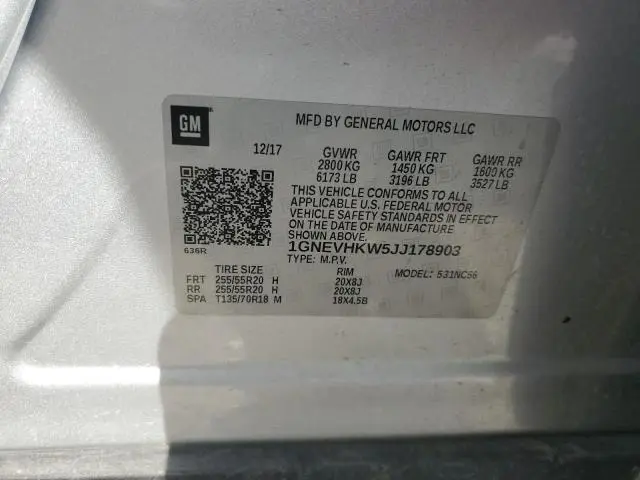 GM
MFD BY GENERAL MOTORS LLC
12/17 GVWR GAWR FRT GAWR RR
2800 KG 1450 KG 1600 KG
6173 LB 3196 LB 3527 LB
THIS VEHICLE CONFORMS TO ALL
APPLICABLE U.S. FEDERAL MOTOR
VEHICLE SAFETY STANDARDS IN EFFECT
ON THE DATE OF MANUFACTURE
SHOWN ABOVE.
636R
1GNEVHKW5JJ178903
TYPE: M.P.V. MODEL: 531NC56
TIRE SIZE RIM
FRT 255/55R20 H 20X8J
RR 255/55R20 H 20X8J
SPA T135/70R18 M 18X4.5B